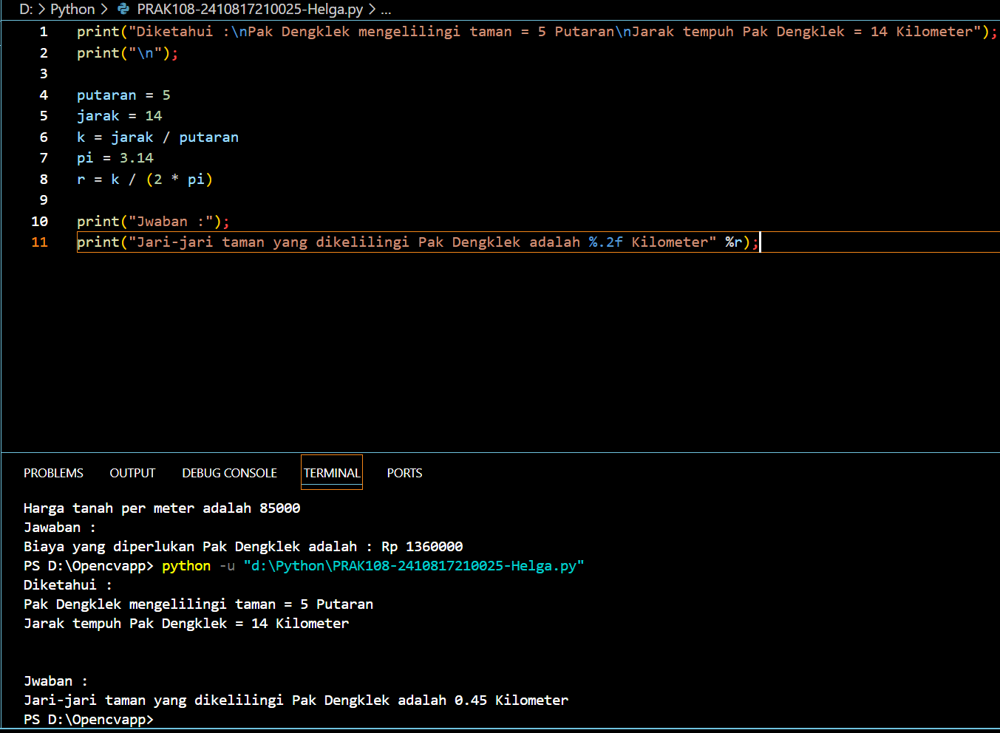 D: > Python > PRAK108-2410817210025-Helga.py > ...
1 print("Diketahui :\nPak Dengklek mengelilingi taman = 5 Putaran\nJarak tempuh Pak Dengklek = 14 Kilometer");
2 print("\n");
3
4 putaran = 5
5 jarak = 14
6 k = jarak / putaran
7 pi = 3.14
8 r = k / (2 * pi)
9
10 print("Jwaban :");
11 print("Jari-jari taman yang dikelilingi Pak Dengklek adalah %.2f Kilometer" %r);
PROBLEMS OUTPUT DEBUG CONSOLE TERMINAL PORTS
Harga tanah per meter adalah 85000
Jawaban :
Biaya yang diperlukan Pak Dengklek adalah : Rp 1360000
PS D:\Opencvapp> python -u "d:\Python\PRAK108-2410817210025-Helga.py"
Diketahui :
Pak Dengklek mengelilingi taman = 5 Putaran
Jarak tempuh Pak Dengklek = 14 Kilometer
Jwaban :
Jari-jari taman yang dikelilingi Pak Dengklek adalah 0.45 Kilometer
PS D:\Opencvapp>